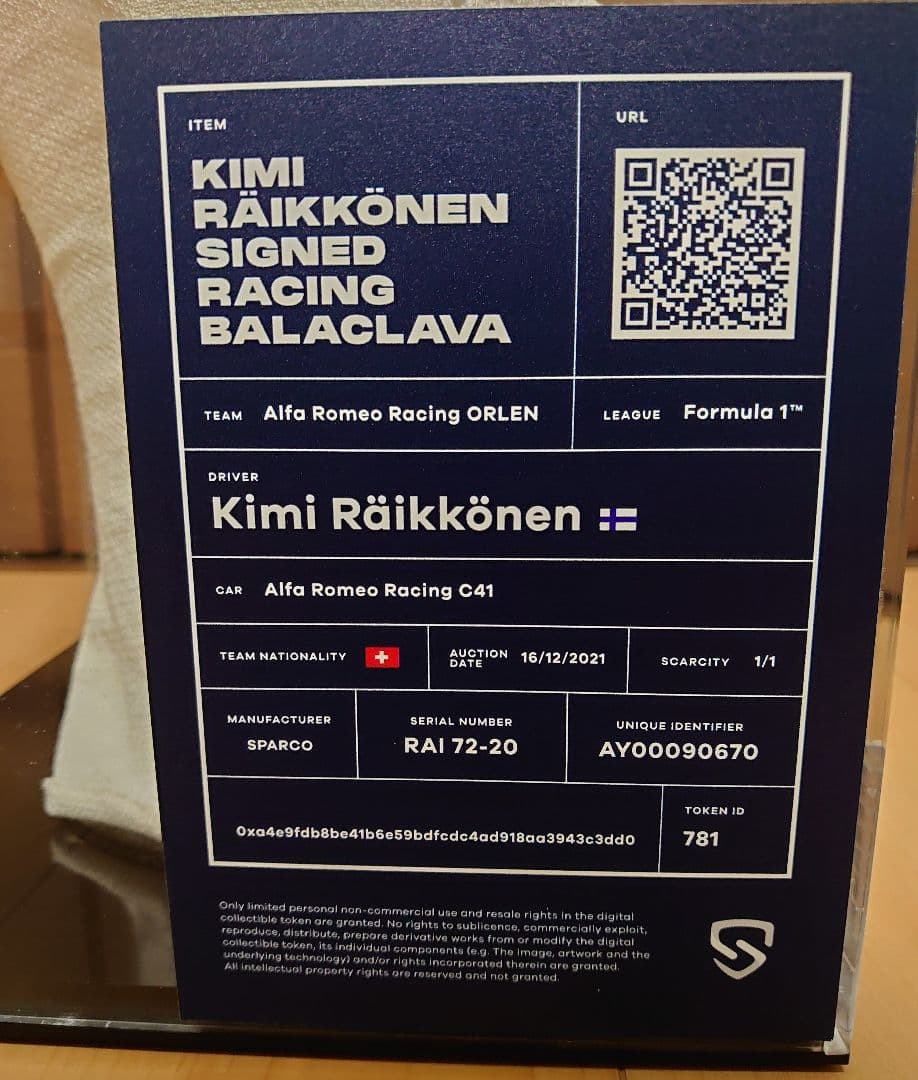 ITEM
KIMI
RÄIKKÖNEN
SIGNED
RACING
BALACLAVA
URL
TEAM Alfa Romeo Racing ORLEN
LEAGUE Formula 1™
DRIVER
Kimi Räikkönen
CAR Alfa Romeo Racing C41
TEAM NATIONALITY
AUCTION
DATE 16/12/2021
SCARCITY 1/1
MANUFACTURER
SPARCO
SERIAL NUMBER
RAI 72-20
UNIQUE IDENTIFIER
AY00090670
0xa4e9fdb8be41b6e59bdfcdc4ad918aa3943c3dd0
TOKEN ID
781
Only limited personal non-commercial use and resale rights in the digital
collectible token are granted. No rights to sublicence, commercially exploit,
reproduce, distribute, prepare derivative works from or modify the digital
collectible token, its individual components (e.g. The image, artwork and the
underlying technology) and/or rights incorporated therein are granted.
All intellectual property rights are reserved and not granted.